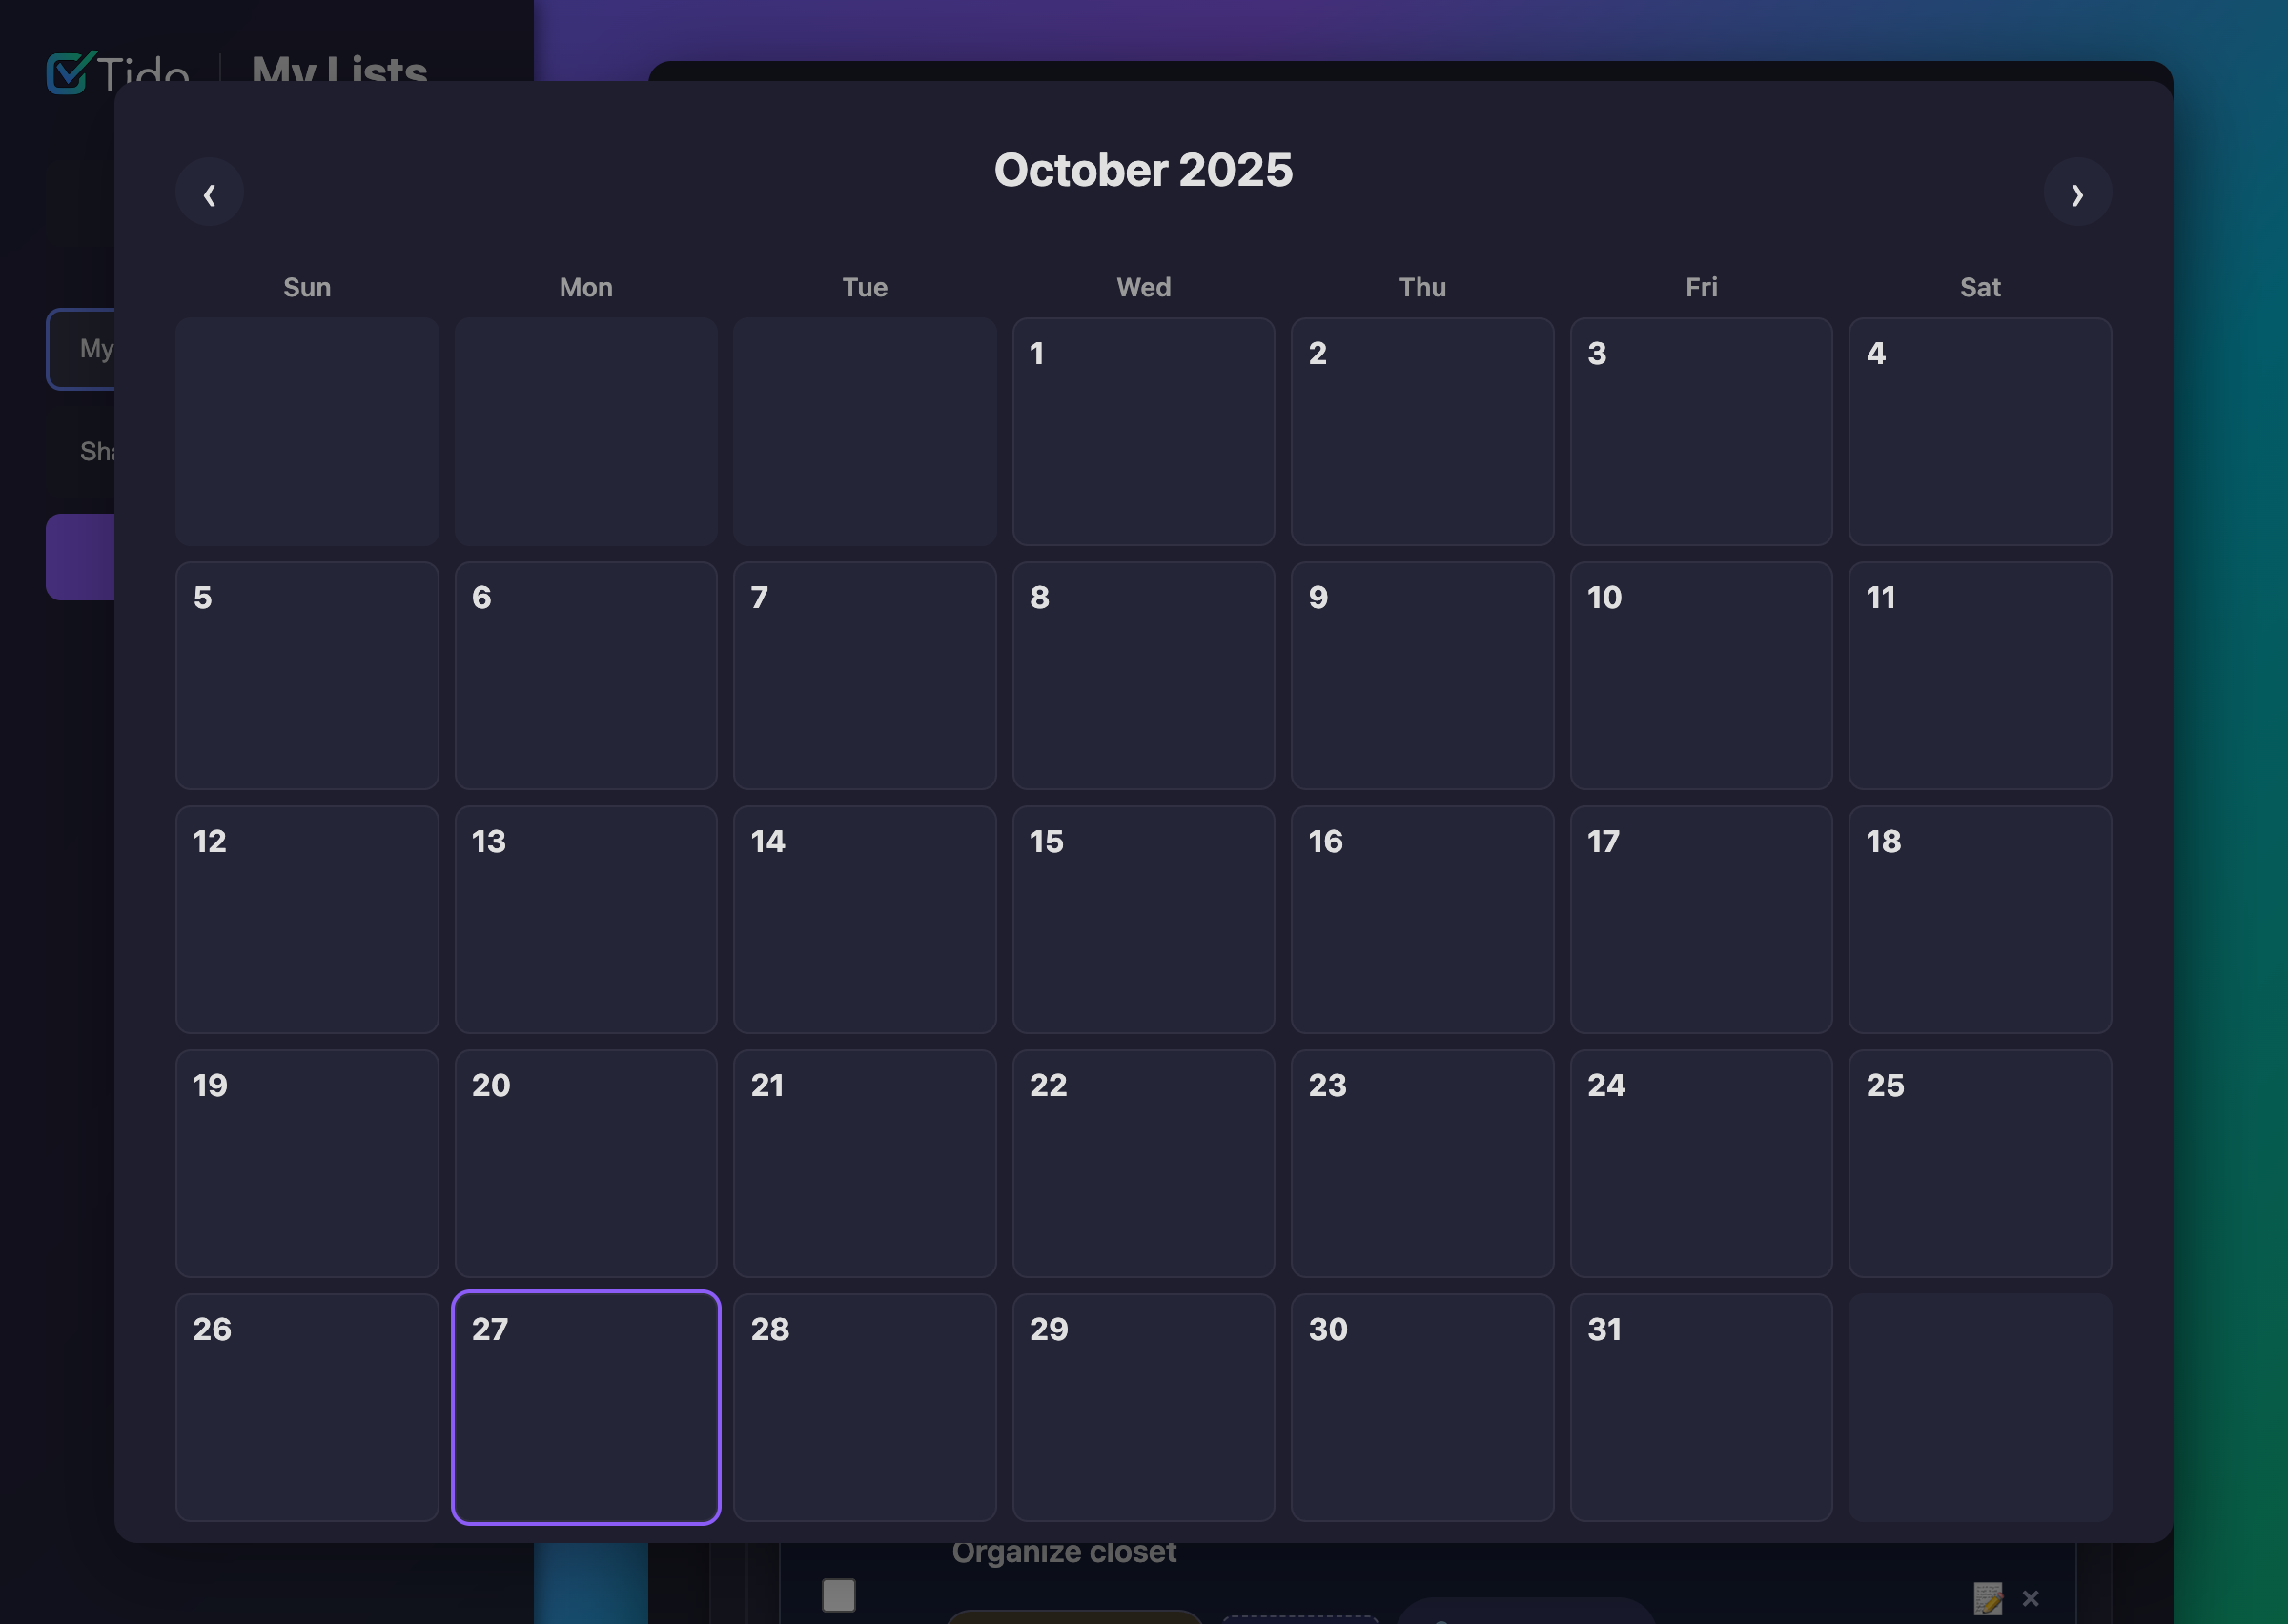 Tido My Lists
October 2025
‹ ›
Sun Mon Tue Wed Thu Fri Sat
1 2 3 4
5 6 7 8 9 10 11
12 13 14 15 16 17 18
19 20 21 22 23 24 25
26 27 28 29 30 31
My
Organize closet
×